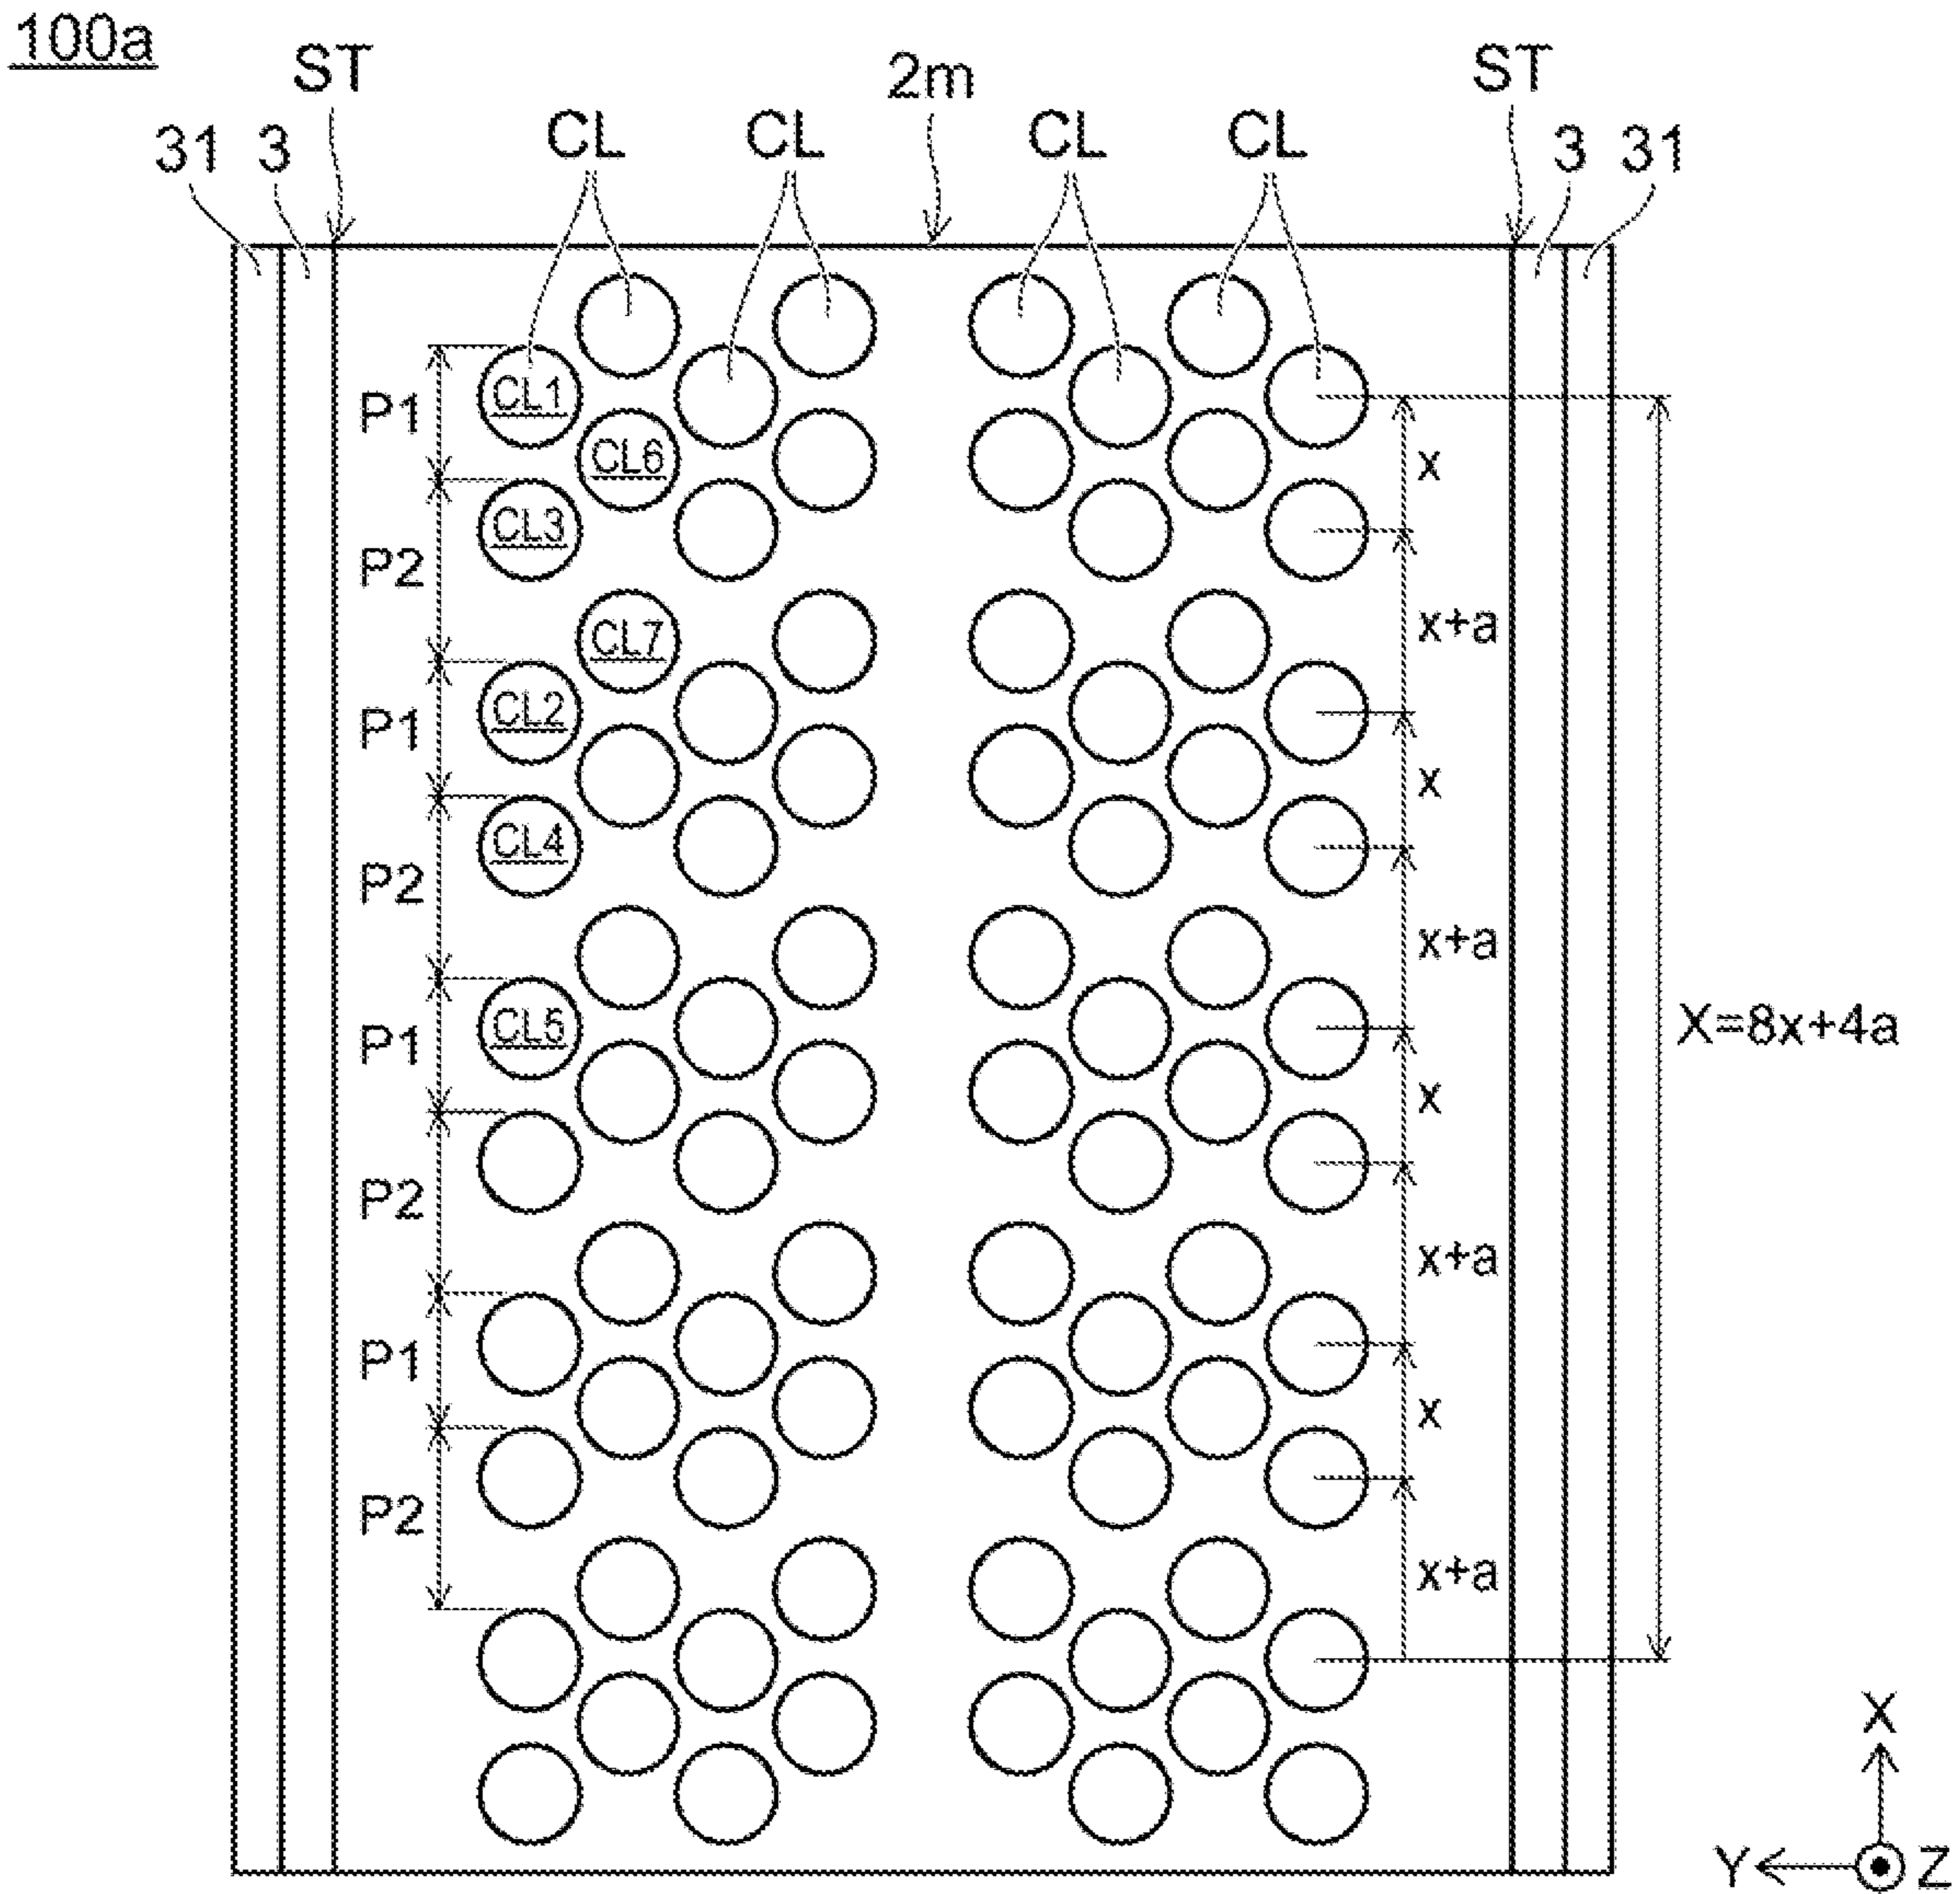 100a
ST 2m ST
CL CL CL CL
31 3 3 31
CL1
P1
CL6
x
CL3
P2
x+a
CL7
CL2
P1
x
CL4
P2
x+a
CL5
X=8x+4a
P1
x
P2
x+a
P1
x
P2
x+a
X
Y Z